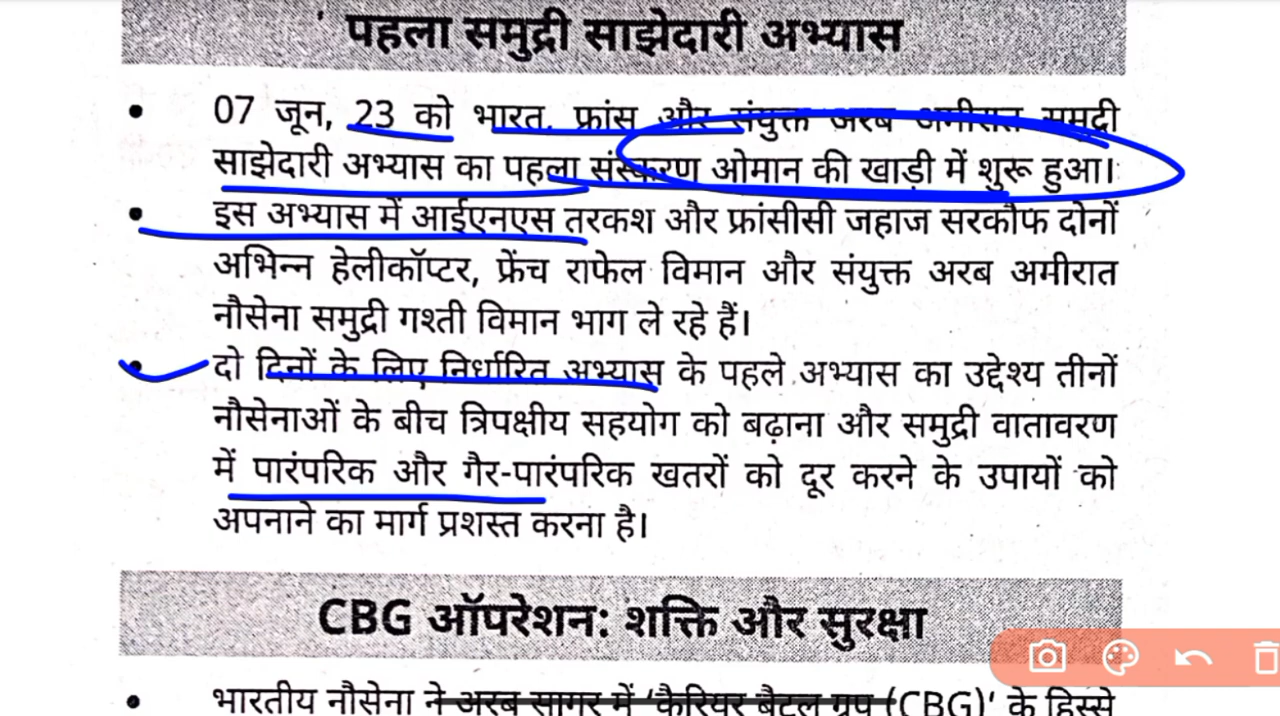 पहला समुद्री साझेदारी अभ्यास
• 07 जून, 23 को भारत, फ्रांस और संयुक्त अरब अमीरात समुद्री
साझेदारी अभ्यास का पहला संस्करण ओमान की खाड़ी में शुरू हुआ।
• इस अभ्यास में आईएनएस तरकश और फ्रांसीसी जहाज सरकौफ दोनों
अभिन्न हेलीकॉप्टर, फ्रेंच राफेल विमान और संयुक्त अरब अमीरात
नौसेना समुद्री गश्ती विमान भाग ले रहे हैं।
• दो दिनों के लिए निर्धारित अभ्यास के पहले अभ्यास का उद्देश्य तीनों
नौसेनाओं के बीच त्रिपक्षीय सहयोग को बढ़ाना और समुद्री वातावरण
में पारंपरिक और गैर-पारंपरिक खतरों को दूर करने के उपायों को
अपनाने का मार्ग प्रशस्त करना है।
CBG ऑपरेशन: शक्ति और सुरक्षा
• भारतीय नौसेना ने अरब सागर में 'कैरियर बैटल ग्रुप (CBG)' के हिस्से